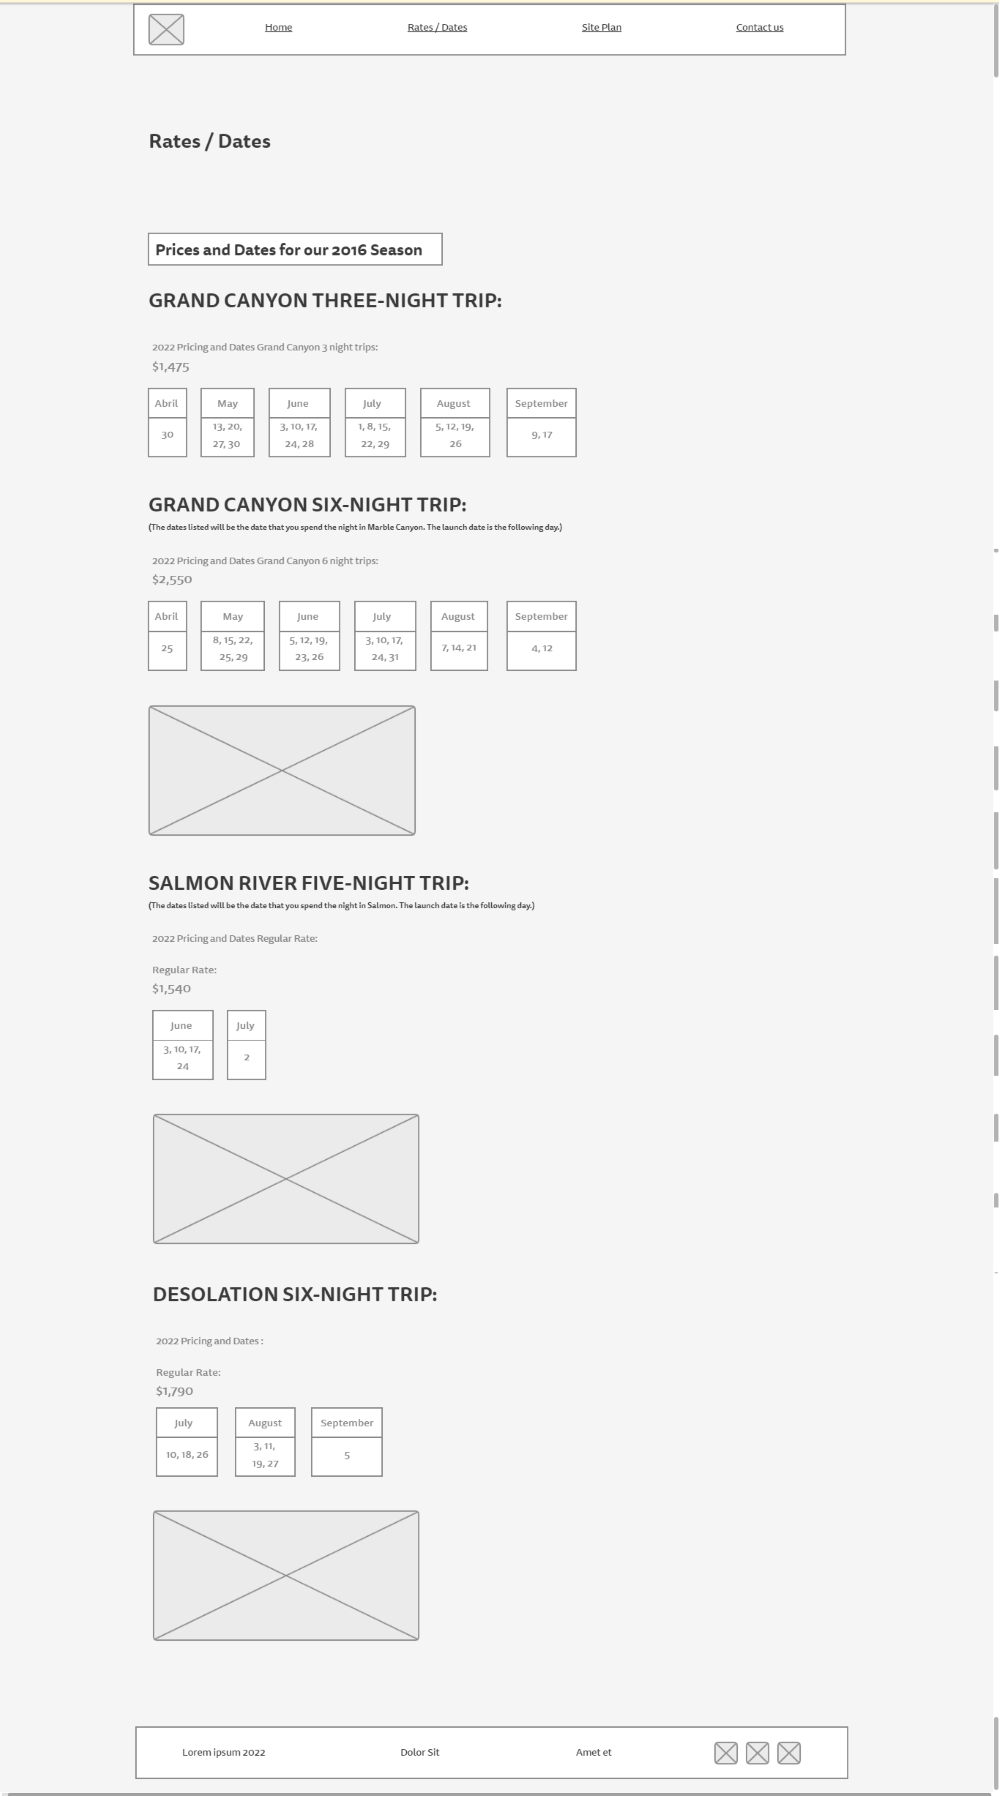 Home Rates / Dates Site Plan Contact us
Rates / Dates
Prices and Dates for our 2016 Season
GRAND CANYON THREE-NIGHT TRIP:
2022 Pricing and Dates Grand Canyon 3 night trips:
$1,475
Abril May June July August September
13, 20, 3, 10, 17, 1, 8, 15, 5, 12, 19,
30 9, 17
27, 30 24, 28 22, 29 26
GRAND CANYON SIX-NIGHT TRIP:
(The dates listed will be the date that you spend the night in Marble Canyon. The launch date is the following day.)
2022 Pricing and Dates Grand Canyon 6 night trips:
$2,550
Abril May June July August September
8, 15, 22, 5, 12, 19, 3, 10, 17,
25 7, 14, 21 4, 12
25, 29 23, 26 24, 31
SALMON RIVER FIVE-NIGHT TRIP:
(The dates listed will be the date that you spend the night in Salmon. The launch date is the following day.)
2022 Pricing and Dates Regular Rate:
Regular Rate:
$1,540
June July
3, 10, 17,
2
24
DESOLATION SIX-NIGHT TRIP:
2022 Pricing and Dates :
Regular Rate:
$1,790
July August September
3, 11,
10, 18, 26 5
19, 27
Lorem ipsum 2022 Dolor Sit Amet et